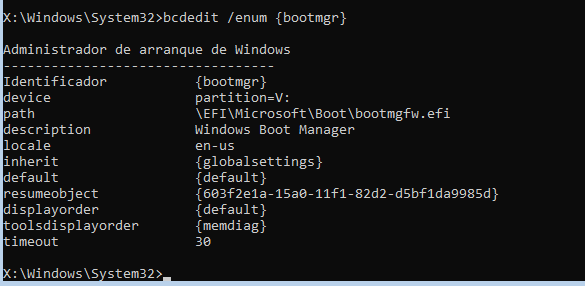 X:\Windows\System32>bcdedit /enum {bootmgr}
Administrador de arranque de Windows
----------------------------------
Identificador {bootmgr}
device partition=V:
path \EFI\Microsoft\Boot\bootmgfw.efi
description Windows Boot Manager
locale en-us
inherit {globalsettings}
default {default}
resumeobject {603f2e1a-15a0-11f1-82d2-d5bf1da9985d}
displayorder {default}
toolsdisplayorder {memdiag}
timeout 30
X:\Windows\System32>